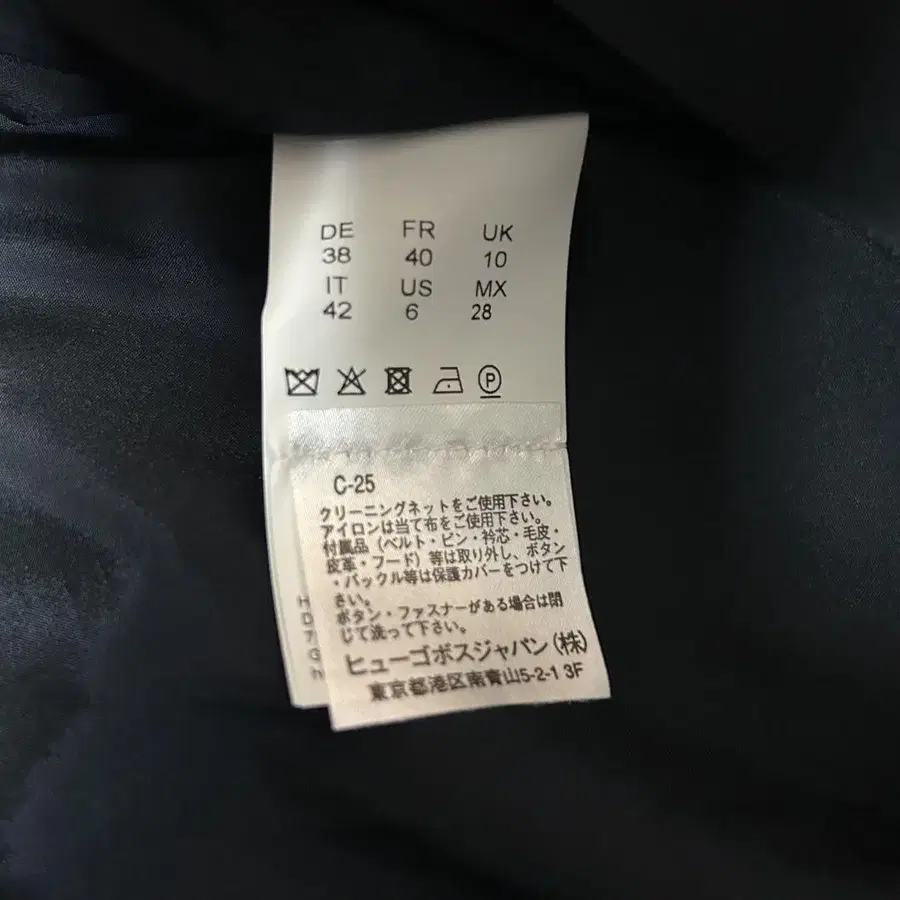 DE FR UK
38 40 10
IT US MX
42 6 28
P
C-25
クリーニングネットをご使用下さい。
アイロンは当て布をご使用下さい。
付属品（ベルト・ピン・衿芯・毛皮・
皮革・フード）等は取り外し、ボタン
・バックル等は保護カバーをつけて下
さい。
ボタン・ファスナーがある場合は閉
じて洗って下さい。
ヒューゴボスジャパン（株）
東京都港区南青山5-2-1 3F
H
D
7
G
h